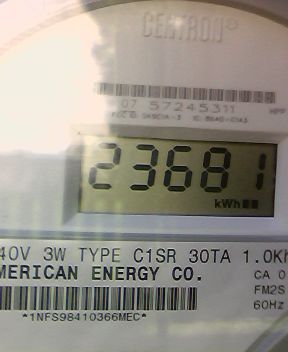 CENTRON®
07 57245311
23681
kWh
40V 3W TYPE C1SR 30TA 1.0Kh
MERICAN ENERGY CO.
CA 0
FM2S
60Hz
*1NFS98410366MEC*